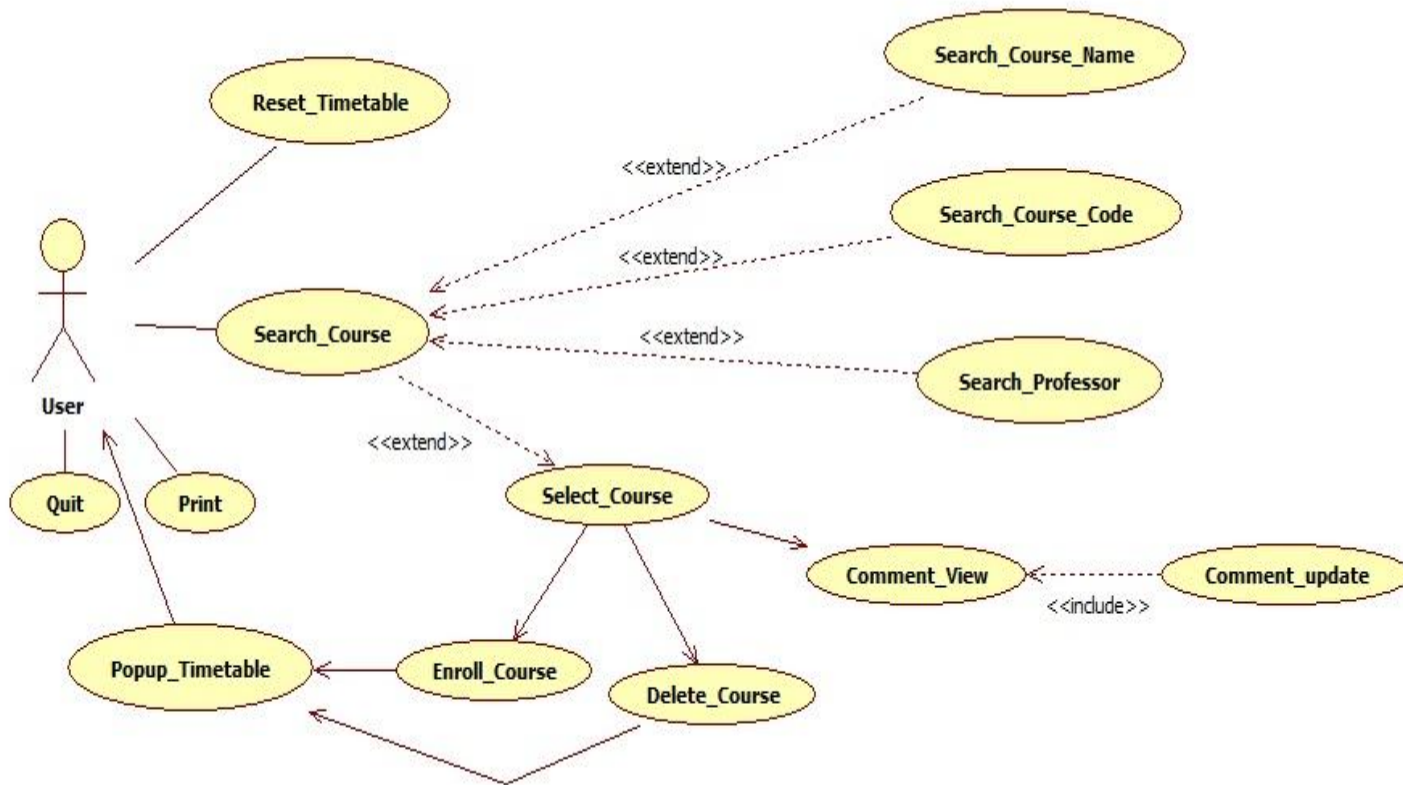 Search_Course_Name
Reset_Timetable
<<extend>>
Search_Course_Code
<<extend>>
Search_Course
<<extend>>
Search_Professor
User
<<extend>>
Quit
Print
Select_Course
Comment_View
Comment_update
<<include>>
Popup_Timetable
Enroll_Course
Delete_Course